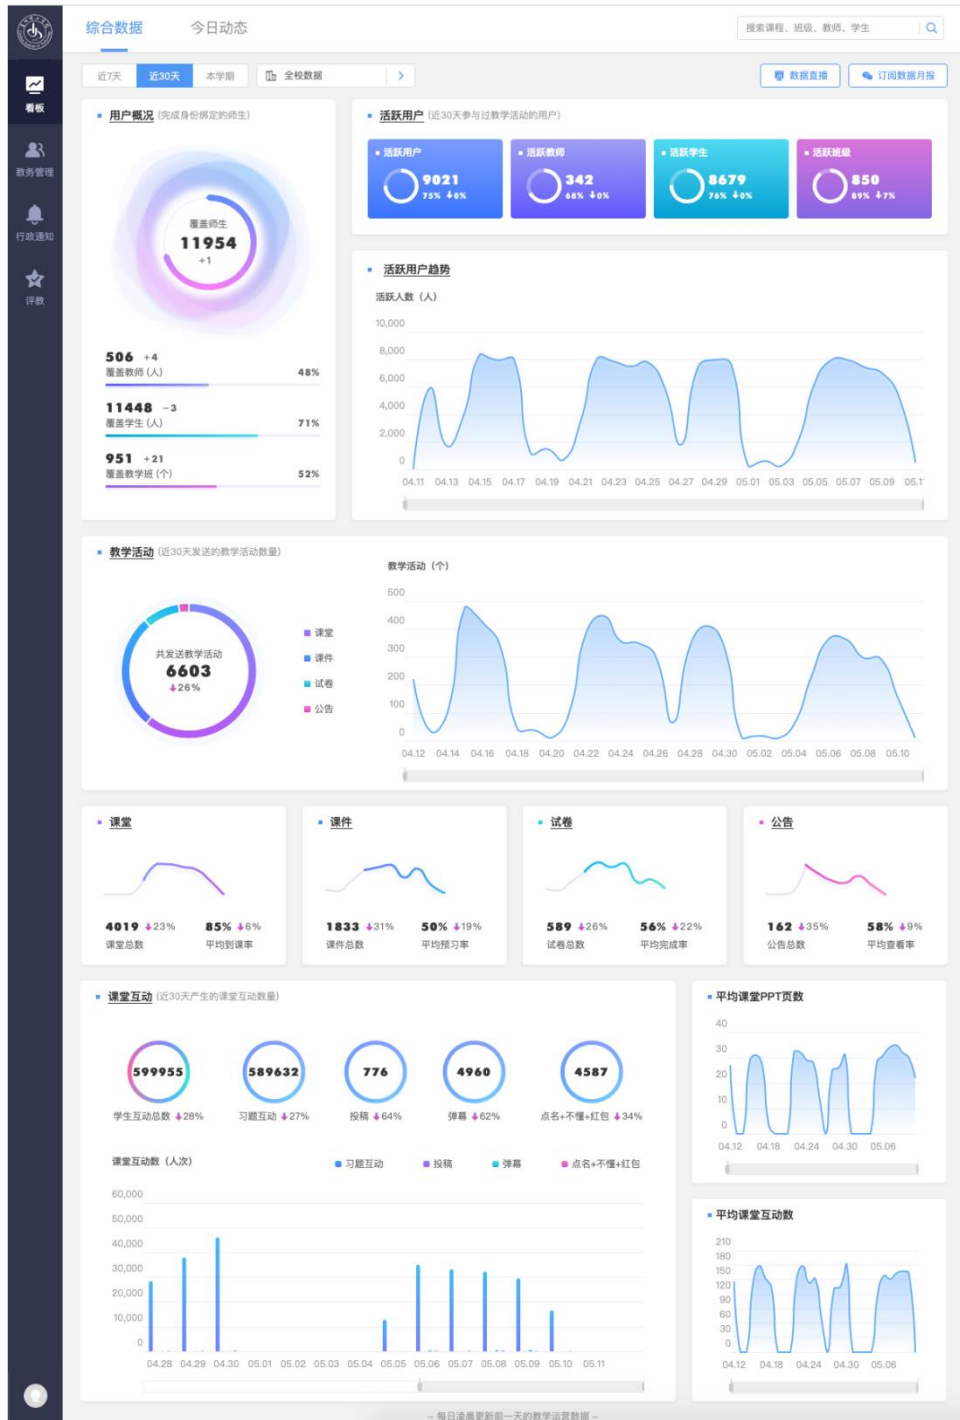 综合数据
今日动态
搜索课程、班级、教师、学生
看板
教务管理
行政通知
评教
近7天
近30天
本学期
全校数据
数据直播
订阅数据月报
用户概况 (完成身份绑定的师生)
覆盖师生
11954
+1
506 +4
覆盖教师 (人) 48%
11448 -3
覆盖学生 (人) 71%
951 +21
覆盖教学班 (个) 52%
活跃用户 (近30天参与过教学活动的用户)
活跃用户
9021
75% ↓0%
活跃教师
342
68% ↓0%
活跃学生
8679
76% ↓0%
活跃班级
850
89% ↓7%
活跃用户趋势
活跃人数 (人)
10,000
8,000
6,000
4,000
2,000
0
04.11 04.13 04.15 04.17 04.19 04.21 04.23 04.25 04.27 04.29 05.01 05.03 05.05 05.07 05.09 05.1
教学活动 (近30天发送的教学活动数量)
共发送教学活动
6603
↓26%
课堂
课件
试卷
公告
教学活动 (个)
500
400
300
200
100
0
04.12 04.14 04.16 04.18 04.20 04.22 04.24 04.26 04.28 04.30 05.02 05.04 05.06 05.08 05.10
课堂
4019 ↓23% 85% ↓6%
课堂总数 平均到课率
课件
1833 ↓31% 50% ↓19%
课件总数 平均预习率
试卷
589 ↓26% 56% ↓22%
试卷总数 平均完成率
公告
162 ↓35% 58% ↓9%
公告总数 平均查看率
课堂互动 (近30天产生的课堂互动数量)
599955
学生互动总数 ↓28%
589632
习题互动 ↓27%
776
投稿 ↓64%
4960
弹幕 ↓62%
4587
点名+不懂+红包 ↓34%
课堂互动数 (人次)
习题互动 投稿 弹幕 点名+不懂+红包
60,000
50,000
40,000
30,000
20,000
10,000
0
04.28 04.29 04.30 05.01 05.02 05.03 05.04 05.05 05.06 05.07 05.08 05.09 05.10 05.11
平均课堂PPT页数
40
30
20
10
0
04.12 04.18 04.24 04.30 05.06
平均课堂互动数
210
180
150
120
90
60
30
0
04.12 04.18 04.24 04.30 05.06
– 每日凌晨更新前一天的教学运营数据 –